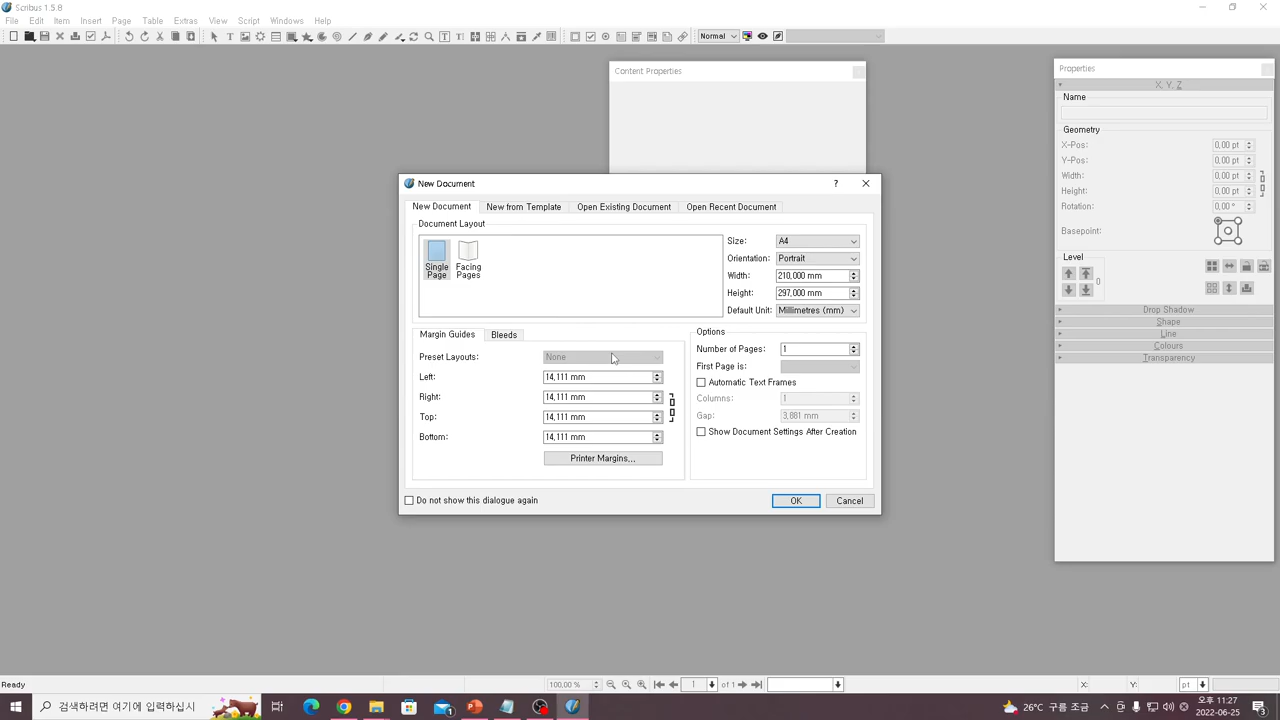 Scribus 1.5.8
File Edit Item Insert Page Table Extras View Script Windows Help
Normal
Content Properties
Properties
X, Y, Z
Name
Geometry
X-Pos: 0,00 pt
Y-Pos: 0,00 pt
Width: 0,00 pt
Height: 0,00 pt
Rotation: 0,00 °
Basepoint:
Level
0
Drop Shadow
Shape
Line
Colours
Transparency
New Document
?
New Document New from Template Open Existing Document Open Recent Document
Document Layout
Single Page
Facing Pages
Size: A4
Orientation: Portrait
Width: 210,000 mm
Height: 297,000 mm
Default Unit: Millimetres (mm)
Margin Guides Bleeds
Preset Layouts: None
Left: 14,111 mm
Right: 14,111 mm
Top: 14,111 mm
Bottom: 14,111 mm
Printer Margins...
Options
Number of Pages: 1
First Page is:
Automatic Text Frames
Columns: 1
Gap: 3,881 mm
Show Document Settings After Creation
Do not show this dialogue again
OK Cancel
Ready 100,00 % 1 of 1 X: Y: pt
검색하려면 여기에 입력하십시 26°C 구름 조금 오후 11:27
2022-06-25